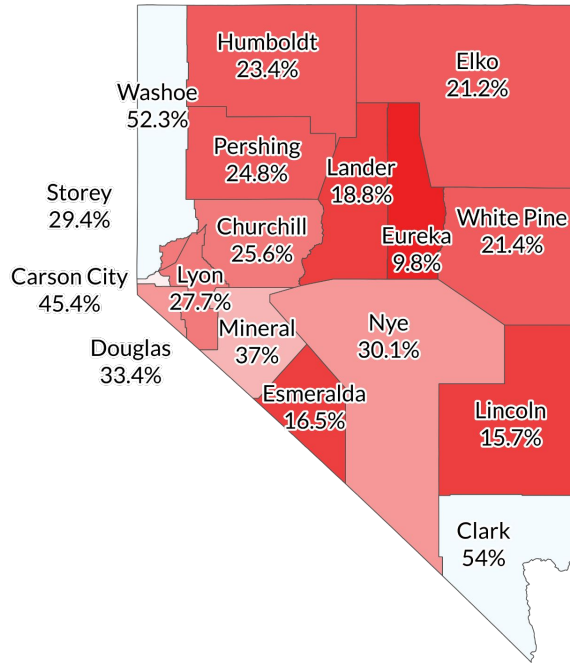 Humboldt
23.4%
Elko
21.2%
Washoe
52.3%
Pershing
24.8%
Lander
18.8%
Storey
29.4%
Churchill
25.6%
Eureka
9.8%
White Pine
21.4%
Carson City
45.4%
Lyon
27.7%
Douglas
33.4%
Mineral
37%
Nye
30.1%
Esmeralda
16.5%
Lincoln
15.7%
Clark
54%